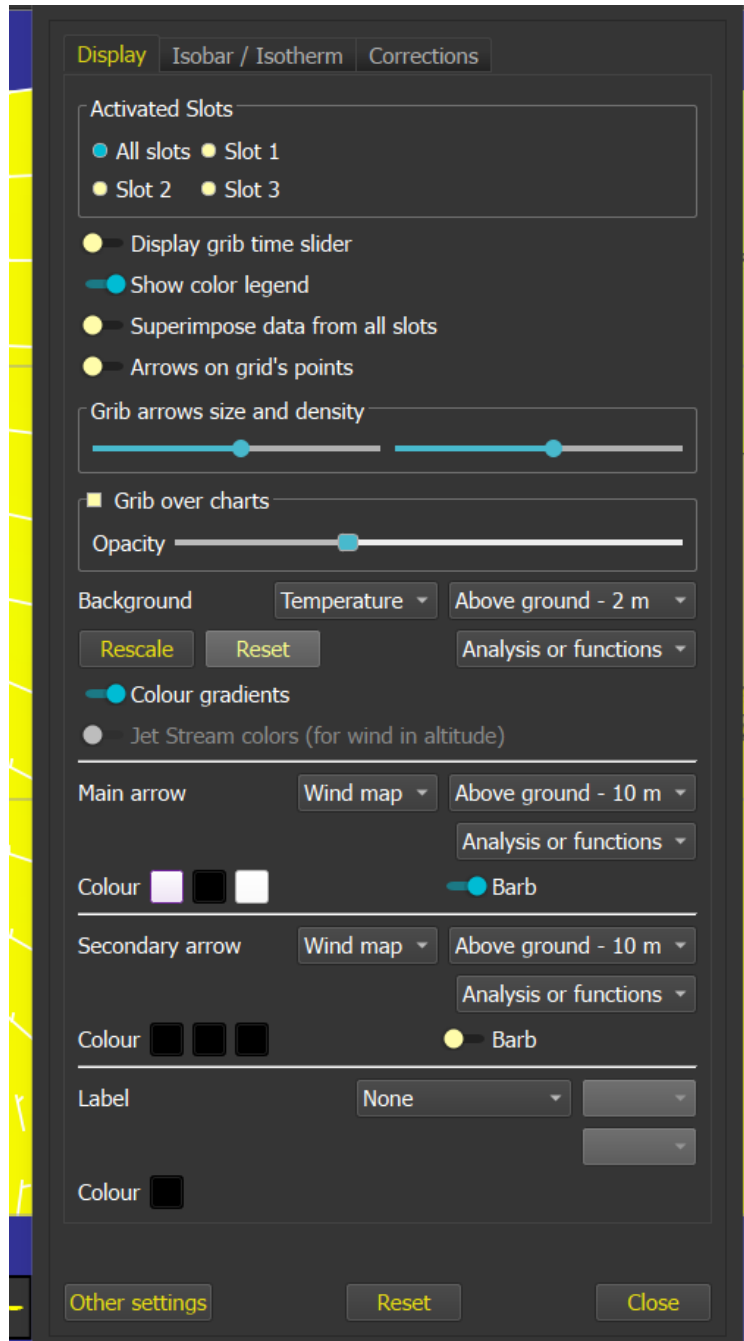 Display Isobar / Isotherm Corrections
Activated Slots
All slots Slot 1
Slot 2 Slot 3
Display grib time slider
Show color legend
Superimpose data from all slots
Arrows on grid's points
Grib arrows size and density
Grib over charts
Opacity
Background Temperature Above ground - 2 m
Rescale Reset Analysis or functions
Colour gradients
Jet Stream colors (for wind in altitude)
Main arrow Wind map Above ground - 10 m
Analysis or functions
Colour Barb
Secondary arrow Wind map Above ground - 10 m
Analysis or functions
Colour Barb
Label None
Colour
Other settings Reset Close